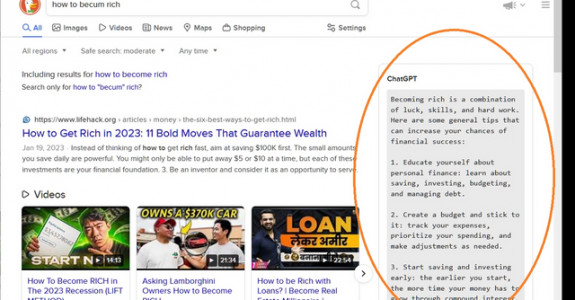 how to becum rich
All Images Videos News Maps Shopping Settings
All regions Safe search: moderate Any time
Including results for how to become rich
Search only for how to "becum" rich?
https://www.lifehack.org › articles › money › the-six-best-ways-to-get-rich.html
How to Get Rich in 2023: 11 Bold Moves That Guarantee Wealth
Jan 19, 2023 · Instead of thinking of how to get rich fast, aim at saving $100K first. The small amounts
you save daily are powerful. You might only be able to put away $5 or $10 at a time, but each of these
investments are your financial foundation. 3. Be an inventor and consider it as an opportunity to serve.
Videos
START NOW
14:13
How To Become RICH in
The 2023 Recession (LIFT
METHOD)
OWNS A $370K CAR
21:34
Asking Lamborghini
Owners How To Become
LOAN
लेकर अमीर
22:54
How to be Rich with
Loans? | Become Real
ChatGPT
Becoming rich is a combination
of luck, skills, and hard work.
Here are some general tips that
can increase your chances of
financial success:
1. Educate yourself about
personal finance: learn about
saving, investing, budgeting,
and managing debt.
2. Create a budget and stick to
it: track your expenses,
prioritize your spending, and
make adjustments as needed.
3. Start saving and investing
early: the earlier you start,
the more time your money has to
grow through compound interest